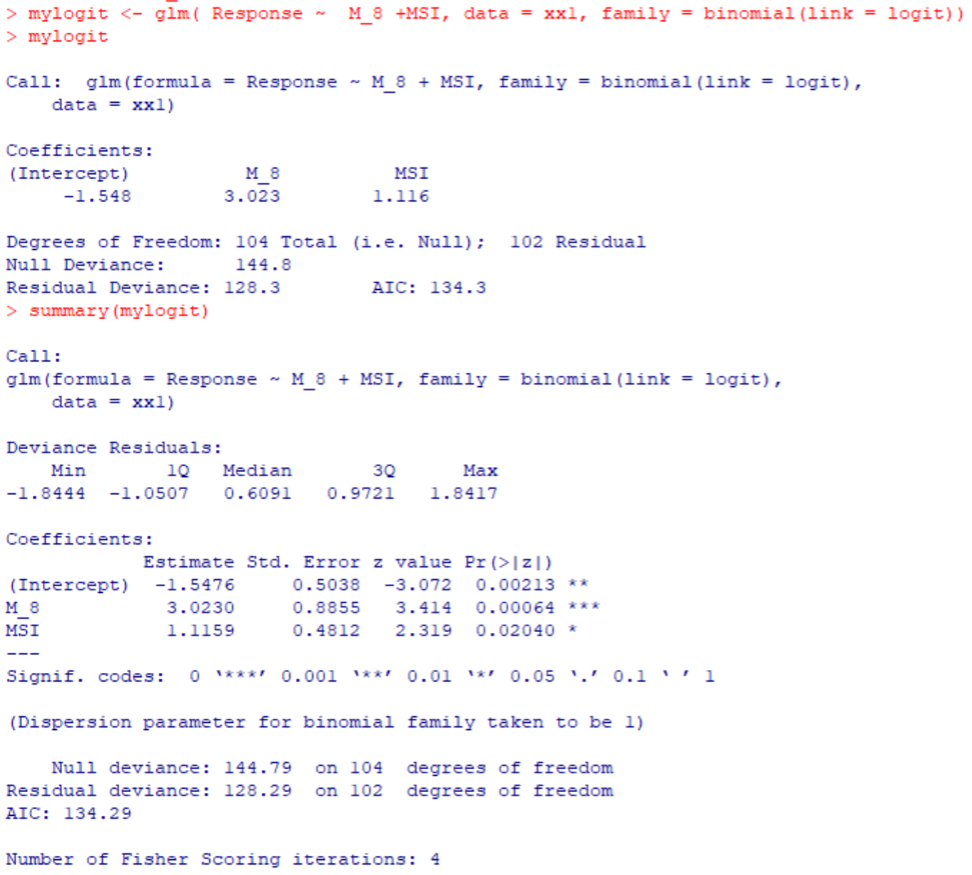 > mylogit <- glm( Response ~  M_8 +MSI, data = xx1, family = binomial(link = logit))
> mylogit
Call:  glm(formula = Response ~ M_8 + MSI, family = binomial(link = logit),
    data = xx1)
Coefficients:
(Intercept)          M_8          MSI
     -1.548        3.023        1.116
Degrees of Freedom: 104 Total (i.e. Null);  102 Residual
Null Deviance:      144.8
Residual Deviance: 128.3        AIC: 134.3
> summary(mylogit)
Call:
glm(formula = Response ~ M_8 + MSI, family = binomial(link = logit),
    data = xx1)
Deviance Residuals:
    Min       1Q   Median       3Q      Max
-1.8444  -1.0507   0.6091   0.9721   1.8417
Coefficients:
            Estimate Std. Error z value Pr(>|z|)
(Intercept)  -1.5476     0.5038  -3.072  0.00213 **
M_8           3.0230     0.8855   3.414  0.00064 ***
MSI           1.1159     0.4812   2.319  0.02040 *
---
Signif. codes:  0 ‘***’ 0.001 ‘**’ 0.01 ‘*’ 0.05 ‘.’ 0.1 ‘ ’ 1
(Dispersion parameter for binomial family taken to be 1)
    Null deviance: 144.79  on 104  degrees of freedom
Residual deviance: 128.29  on 102  degrees of freedom
AIC: 134.29
Number of Fisher Scoring iterations: 4